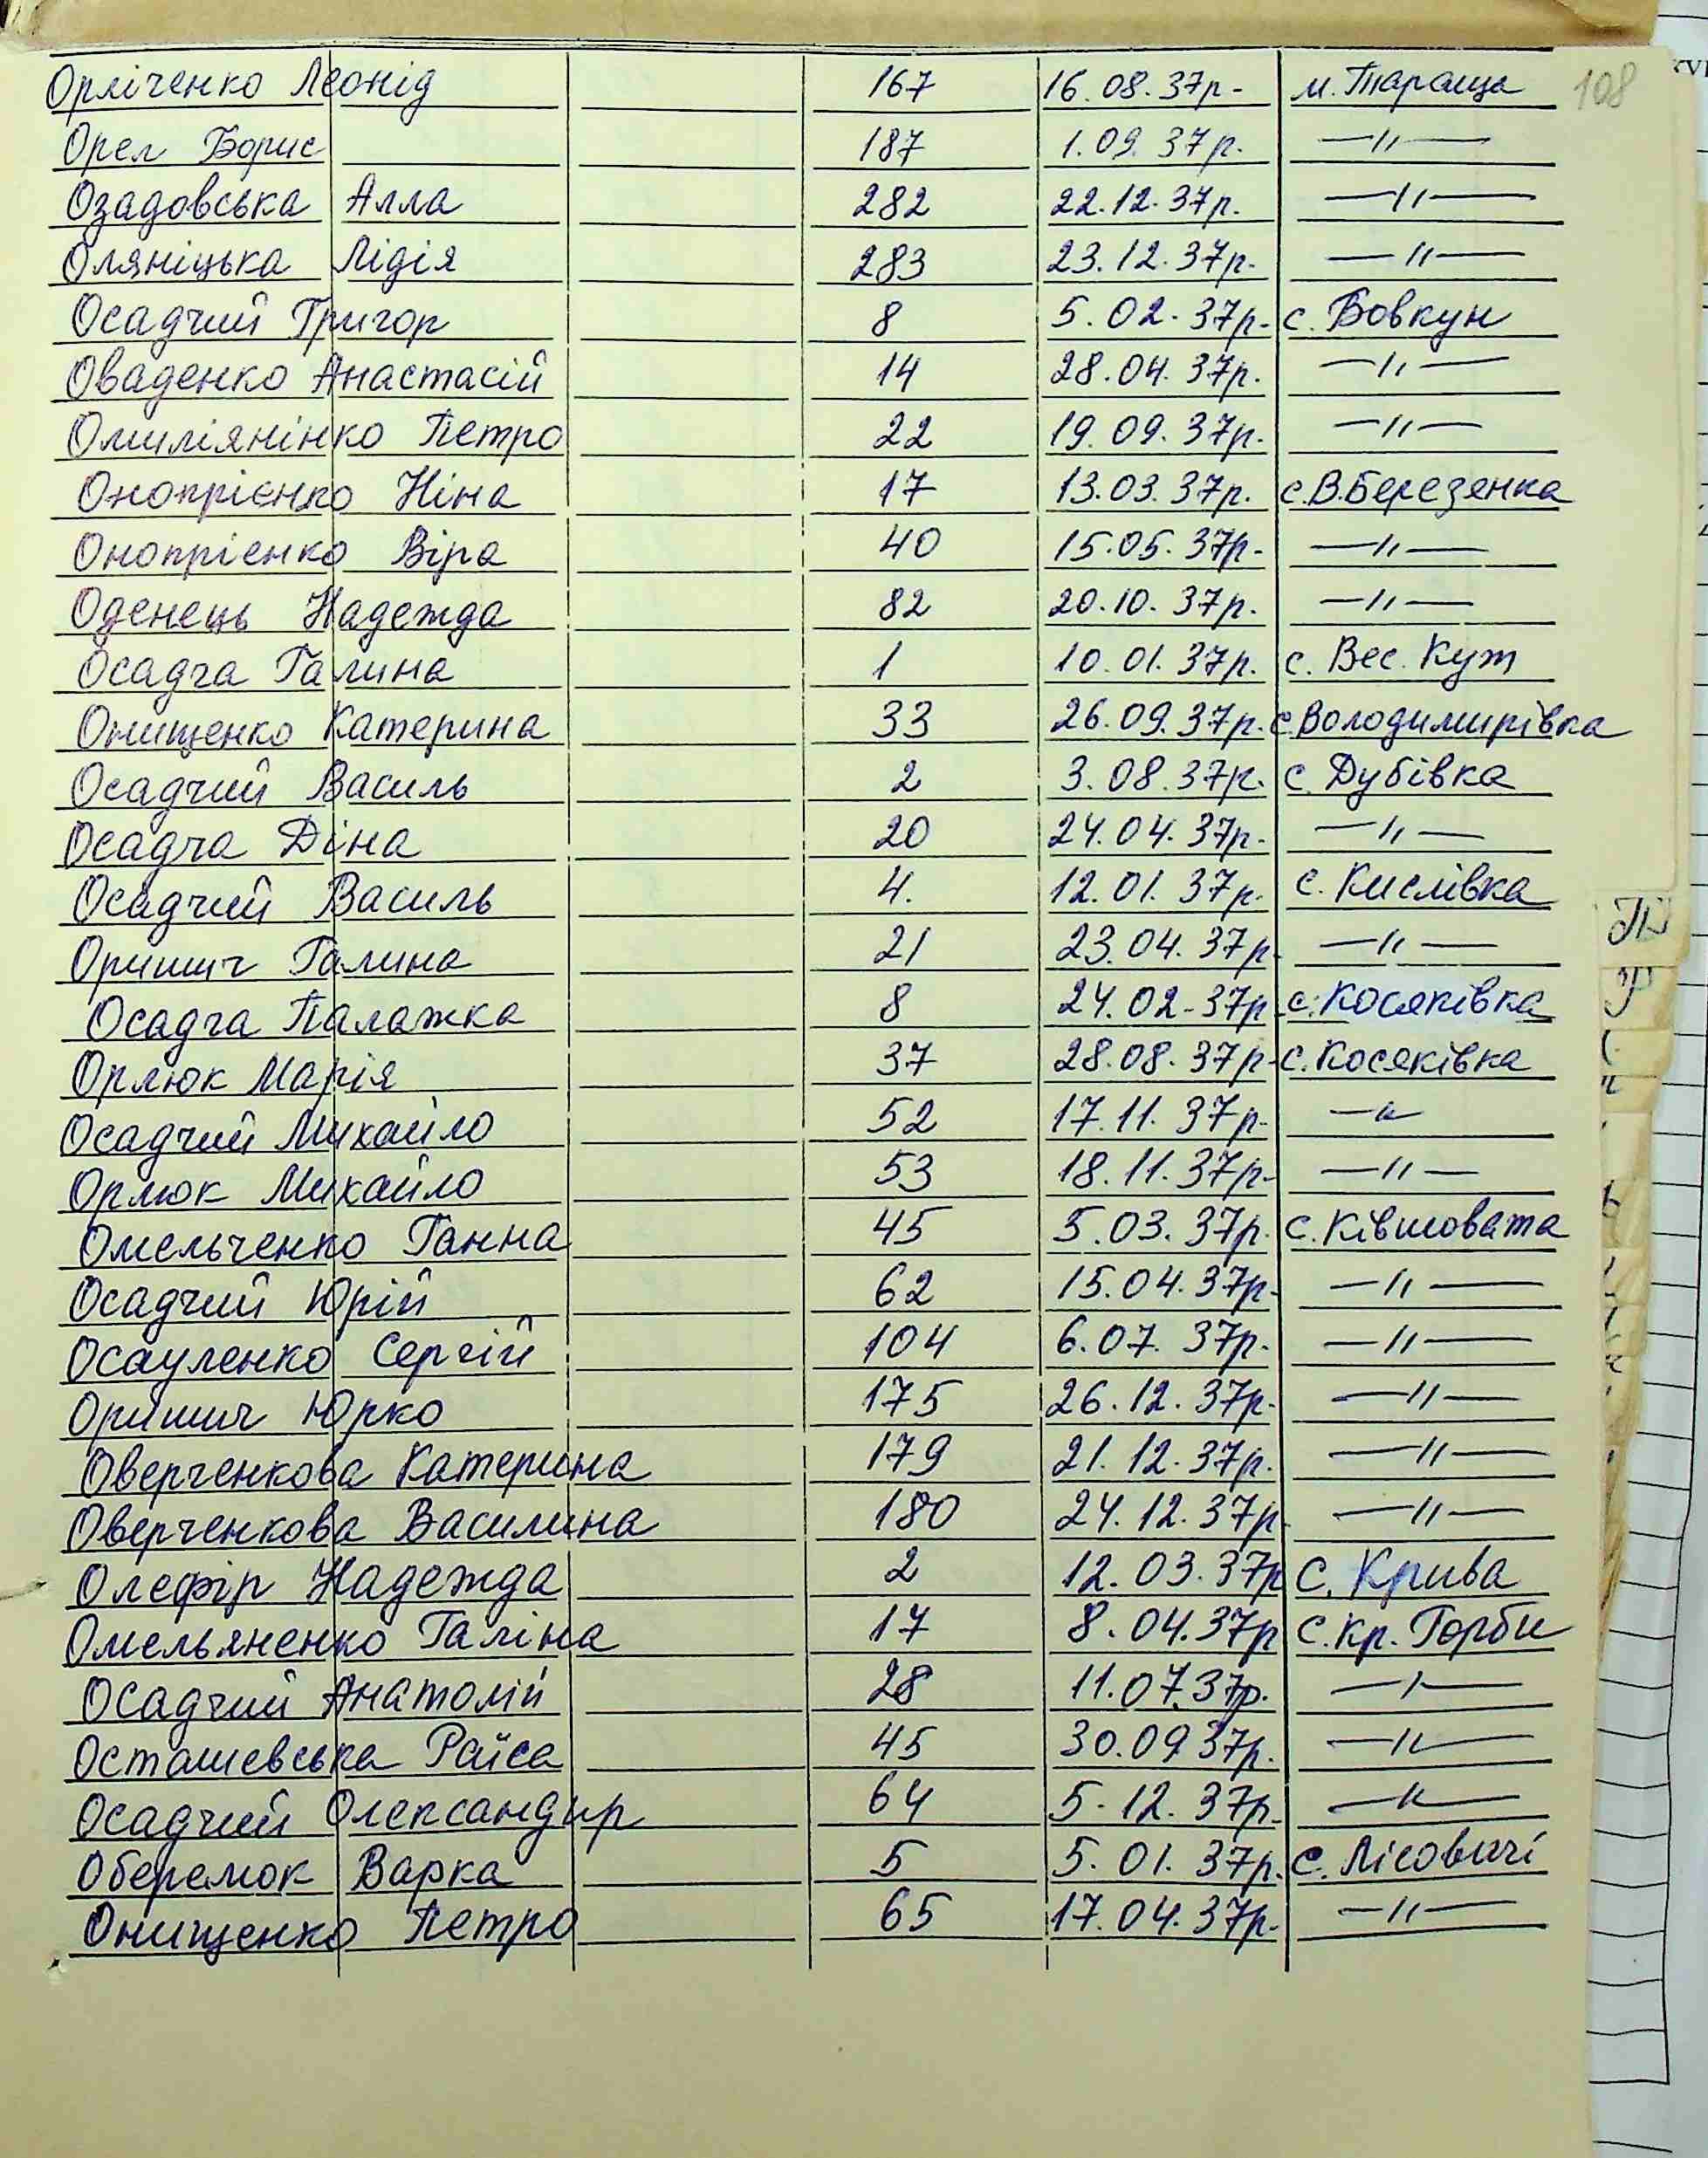 108
Орліченко Леонід 167 16.08.37р. м. Тараща
Орел Борис 187 1.09.37р. —〃—
Озадовська Алла 282 22.12.37р. —〃—
Оляніцька Лідія 283 23.12.37р. —〃—
Осадчий Григор 8 5.02.37р. с. Бовкун
Оваденко Анастасій 14 28.04.37р. —〃—
Омиліянінко Петро 22 19.09.37р. —〃—
Онопрієнко Ніна 17 13.03.37р. с.В.Березянка
Онопрієнко Віра 40 15.05.37р. —〃—
Оденець Надежда 82 20.10.37р. —〃—
Осадча Галина 1 10.01.37р. с. Вес. Кут
Онищенко Катерина 33 26.09.37р. с.Володимирівка
Осадчий Василь 2 3.08.37р. с. Дубівка
Осадча Діна 20 24.04.37р. —〃—
Осадчий Василь 4. 12.01.37р. с. Кислівка
Оришич Галина 21 23.04.37р. —〃—
Осадча Палажка 8 24.02.37р. с. Косяківка
Орлюк Марія 37 28.08.37р. с. Косяківка
Осадчий Михайло 52 17.11.37р. —〃—
Орлюк Михайло 53 18.11.37р. —〃—
Омельченко Ганна 45 5.03.37р. с. Ківшовата
Осадчий Юрій 62 15.04.37р. —〃—
Осауленко Сергій 104 6.07.37р. —〃—
Оришич Юрко 175 26.12.37р. —〃—
Оверченкова Катерина 179 21.12.37р. —〃—
Оверченкова Василина 180 24.12.37р. —〃—
Олефір Надежда 2 12.03.37р с. Крива
Омельяненко Галіна 17 8.04.37р с.кр. Горби
Осадчий Анатолій 28 11.07.37р. —〃—
Осташевська Раїса 45 30.09.37р. —〃—
Осадчий Олександир 64 5.12.37р. —〃—
Оберемок Варка 5 5.01.37р. с. Лісовичі
Онищенко Петро 65 17.04.37р. —〃—
П
Р